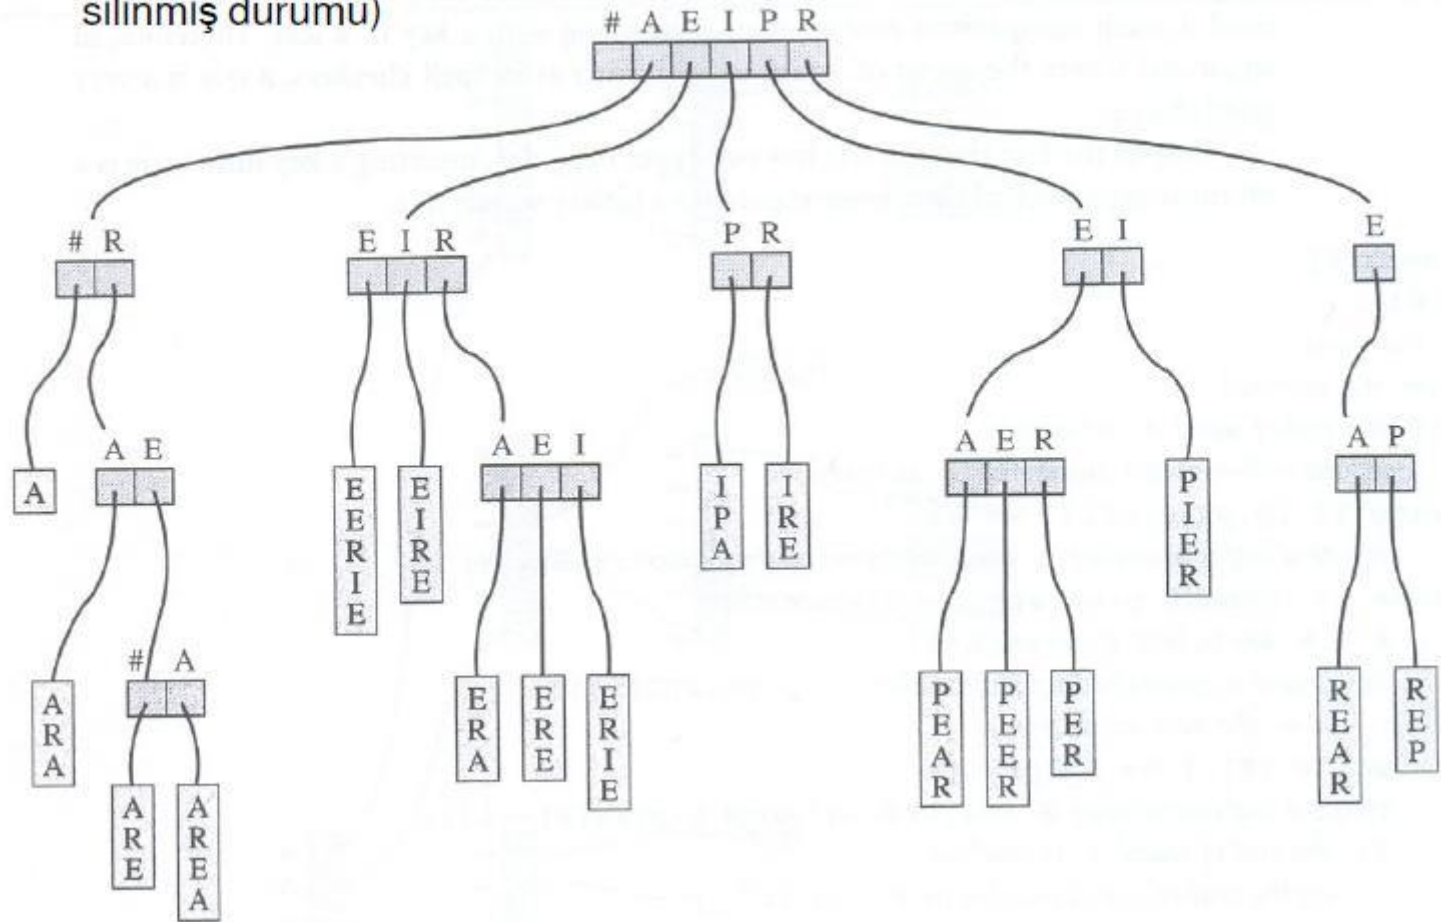 silinmiş durumu)
# A E I P R
# R
E I R
P R
E I
E
A E
A E I
A E R
A P
A
EERIE
EIRE
IPA
IRE
PIER
# A
ARA
ERA
ERE
ERIE
PEAR
PEER
PER
REAR
REP
ARE
AREA